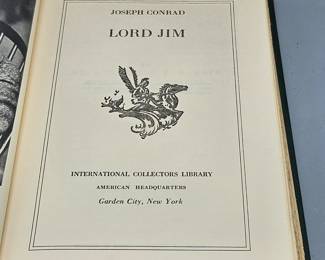 JOSEPH CONRAD
LORD JIM
INTERNATIONAL COLLECTORS LIBRARY
AMERICAN HEADQUARTERS
Garden City, New York